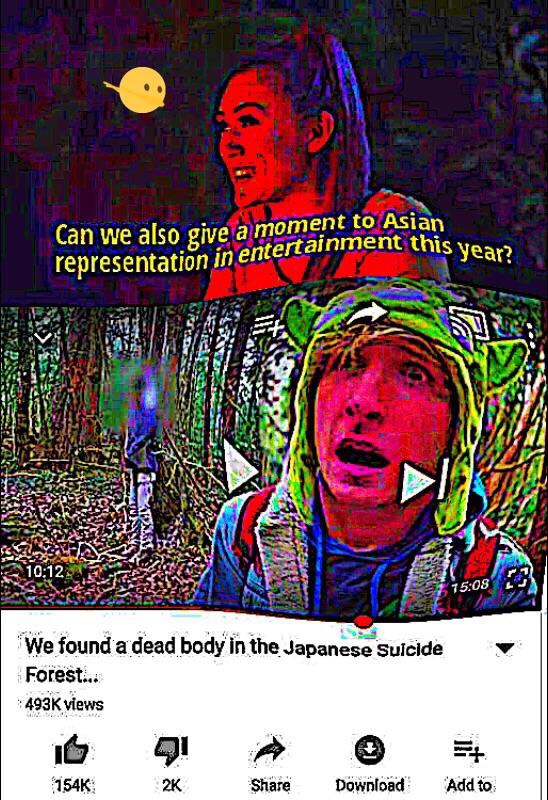 Can we also give a moment to Asian
representation in entertainment this year?
10:12
15:08
We found a dead body in the Japanese Suicide
Forest...
493K views
154K
2K
Share
Download
Add to